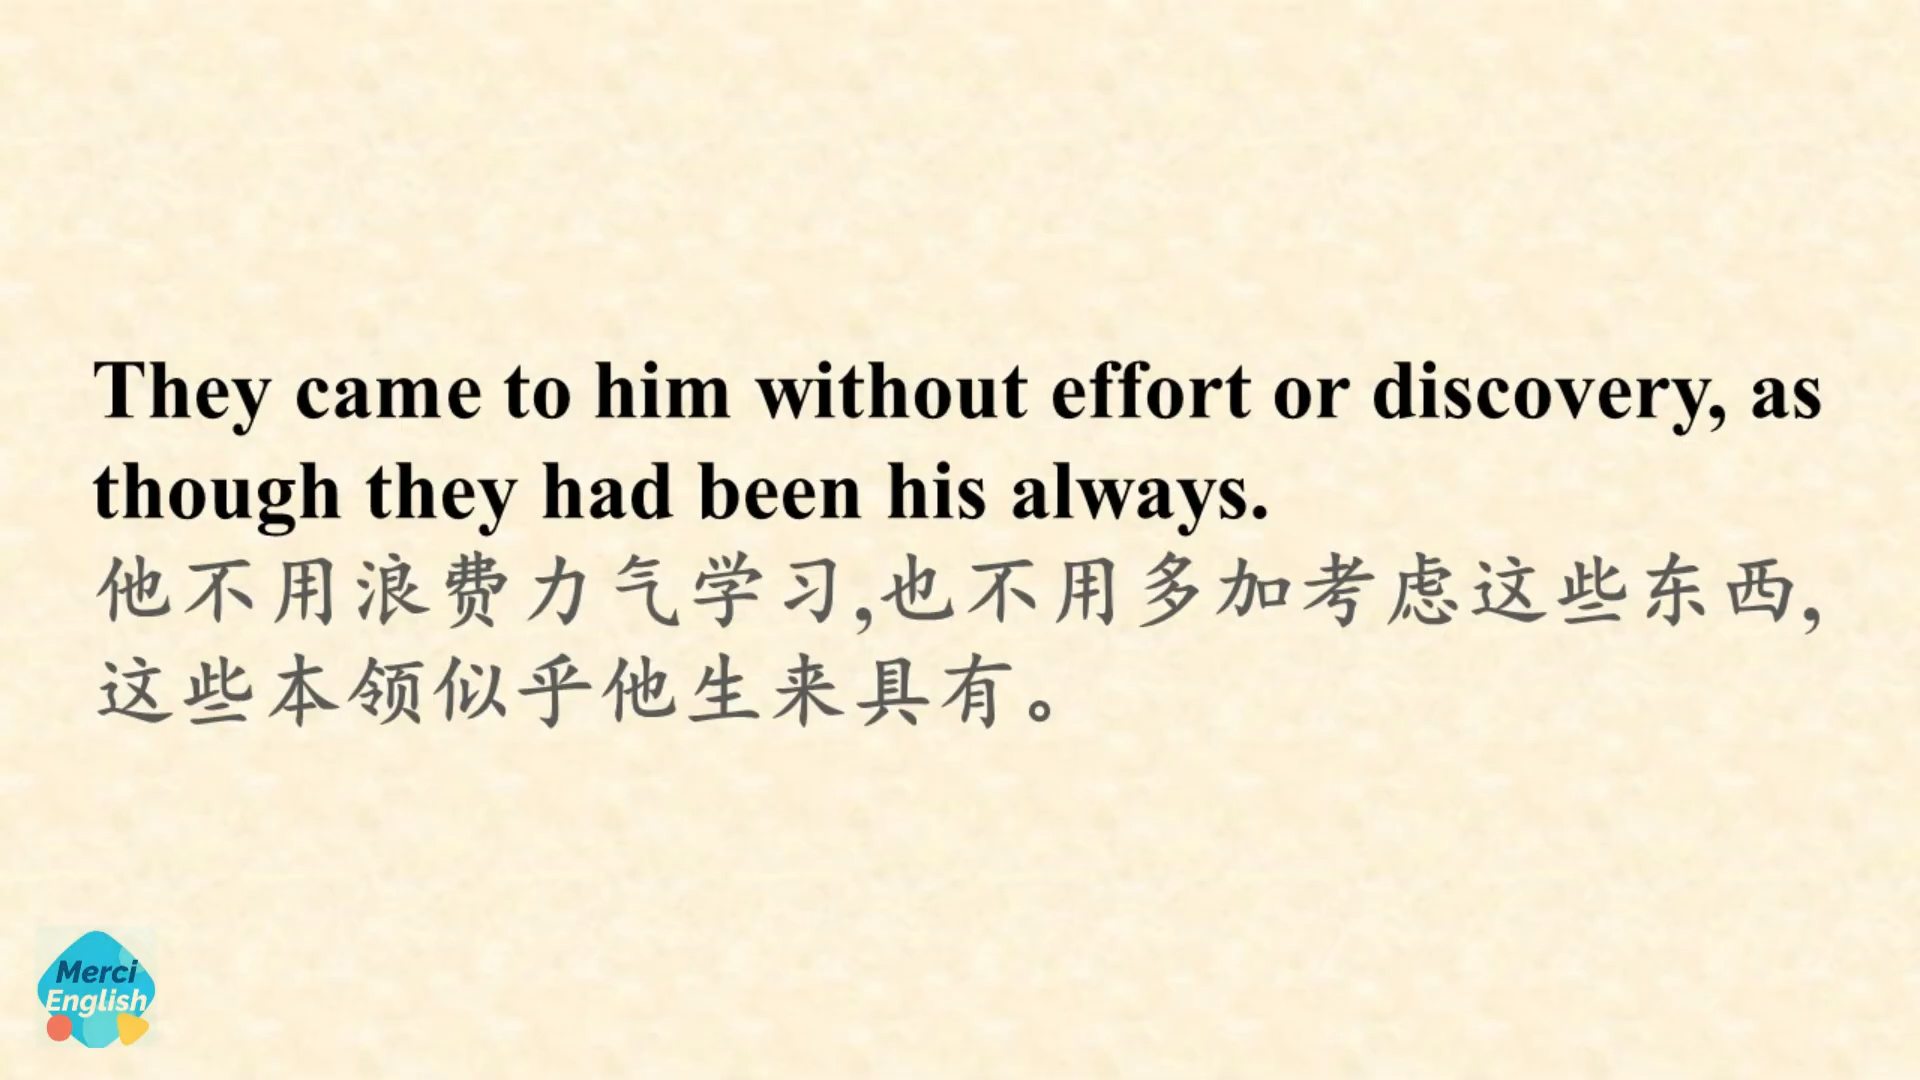 They came to him without effort or discovery, as
though they had been his always.
他不用浪费力气学习,也不用多加考虑这些东西,
这些本领似乎他生来具有。
Merci
English